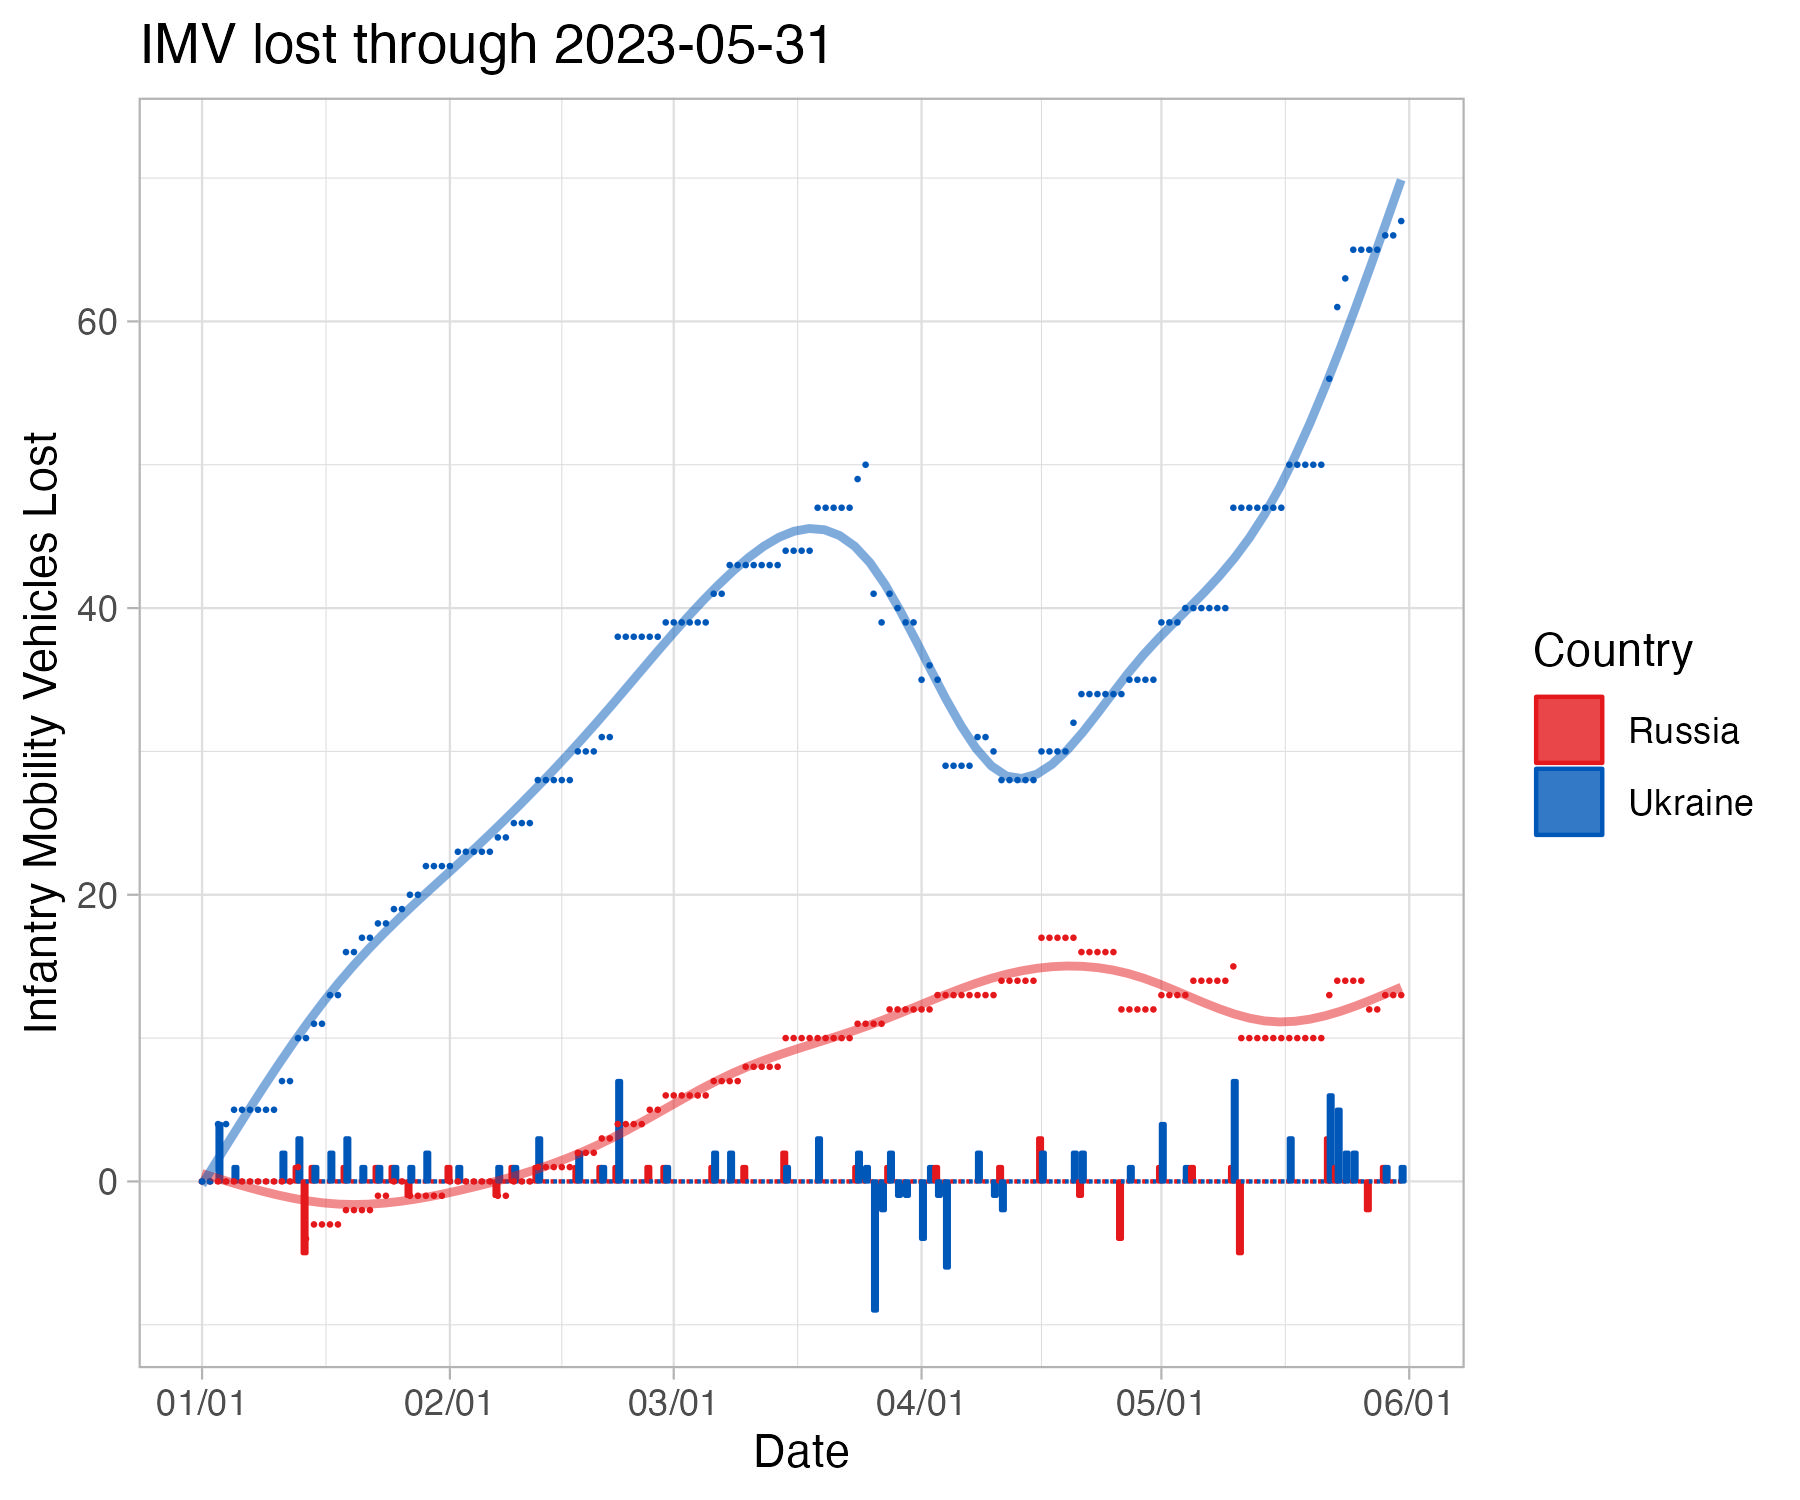 IMV lost through 2023-05-31
Infantry Mobility Vehicles Lost
60
40
20
0
01/01
02/01
03/01
04/01
05/01
06/01
Date
Country
Russia
Ukraine